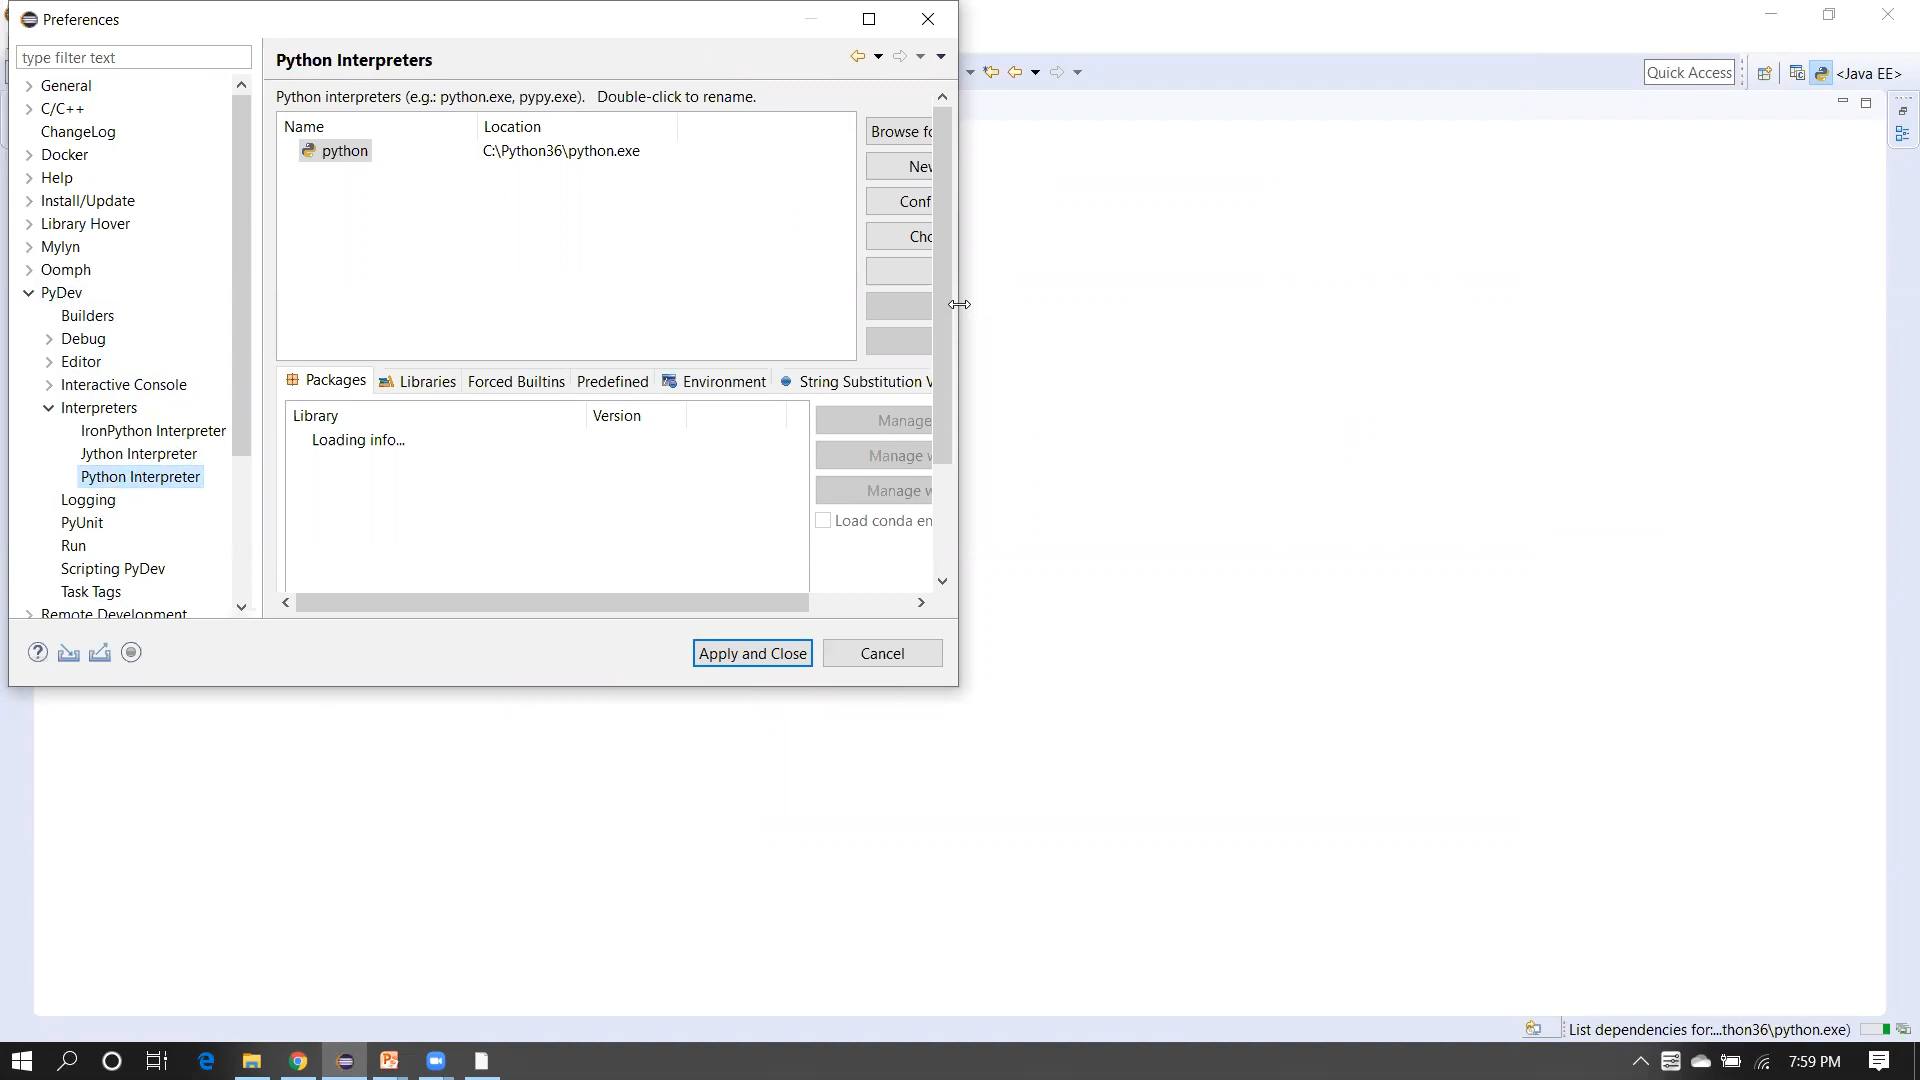 Preferences
type filter text
General
C/C++
ChangeLog
Docker
Help
Install/Update
Library Hover
Mylyn
Oomph
PyDev
Builders
Debug
Editor
Interactive Console
Interpreters
IronPython Interpreter
Jython Interpreter
Python Interpreter
Logging
PyUnit
Run
Scripting PyDev
Task Tags
Remote Development
Python Interpreters
Python interpreters (e.g.: python.exe, pypy.exe).   Double-click to rename.
Name Location
python C:\Python36\python.exe
Browse fo
New
Conf
Cho
Packages Libraries Forced Builtins Predefined Environment String Substitution V
Library Version
Loading info...
Manage
Manage w
Manage w
Load conda en
Apply and Close Cancel
Quick Access <Java EE>
List dependencies for:...thon36\python.exe)
7:59 PM